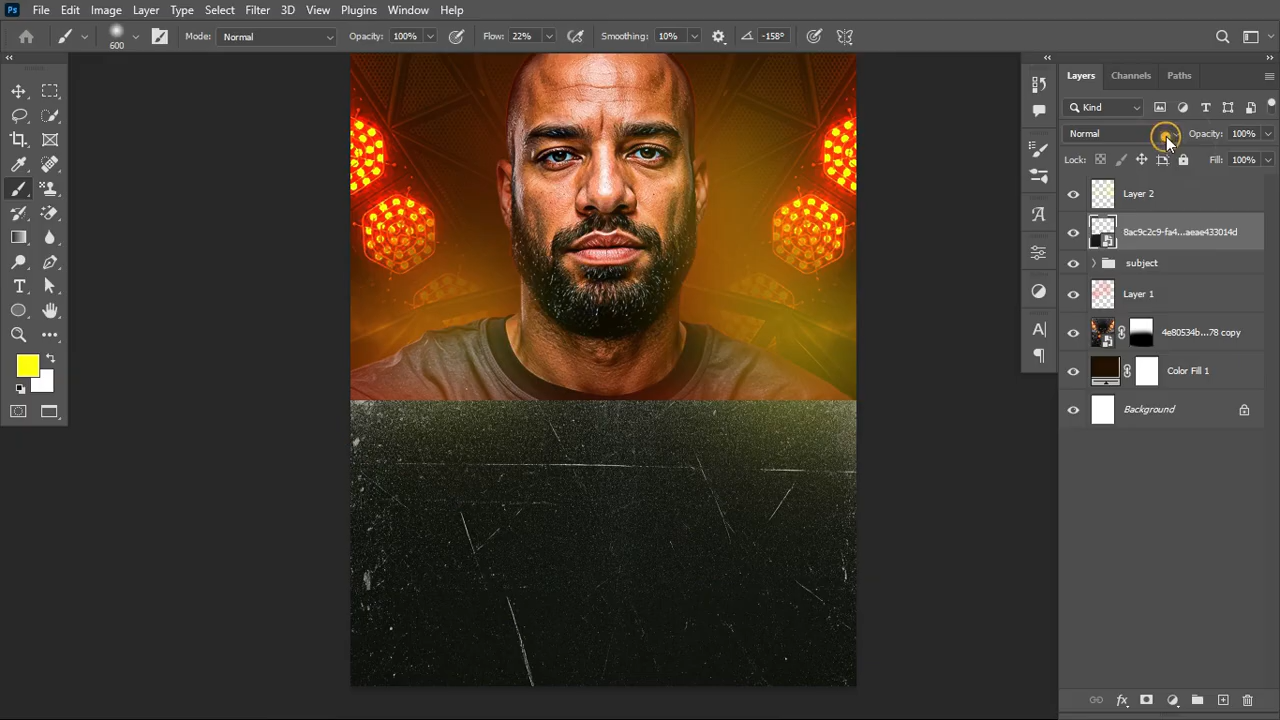 Ps File Edit Image Layer Type Select Filter 3D View Plugins Window Help
600 Mode: Normal Opacity: 100% Flow: 22% Smoothing: 10% -158°
Layers Channels Paths
Kind
Normal Opacity: 100%
Lock: Fill: 100%
Layer 2
8ac9c2c9-fa4...aeae433014d
subject
Layer 1
4e80534b...78 copy
Color Fill 1
Background